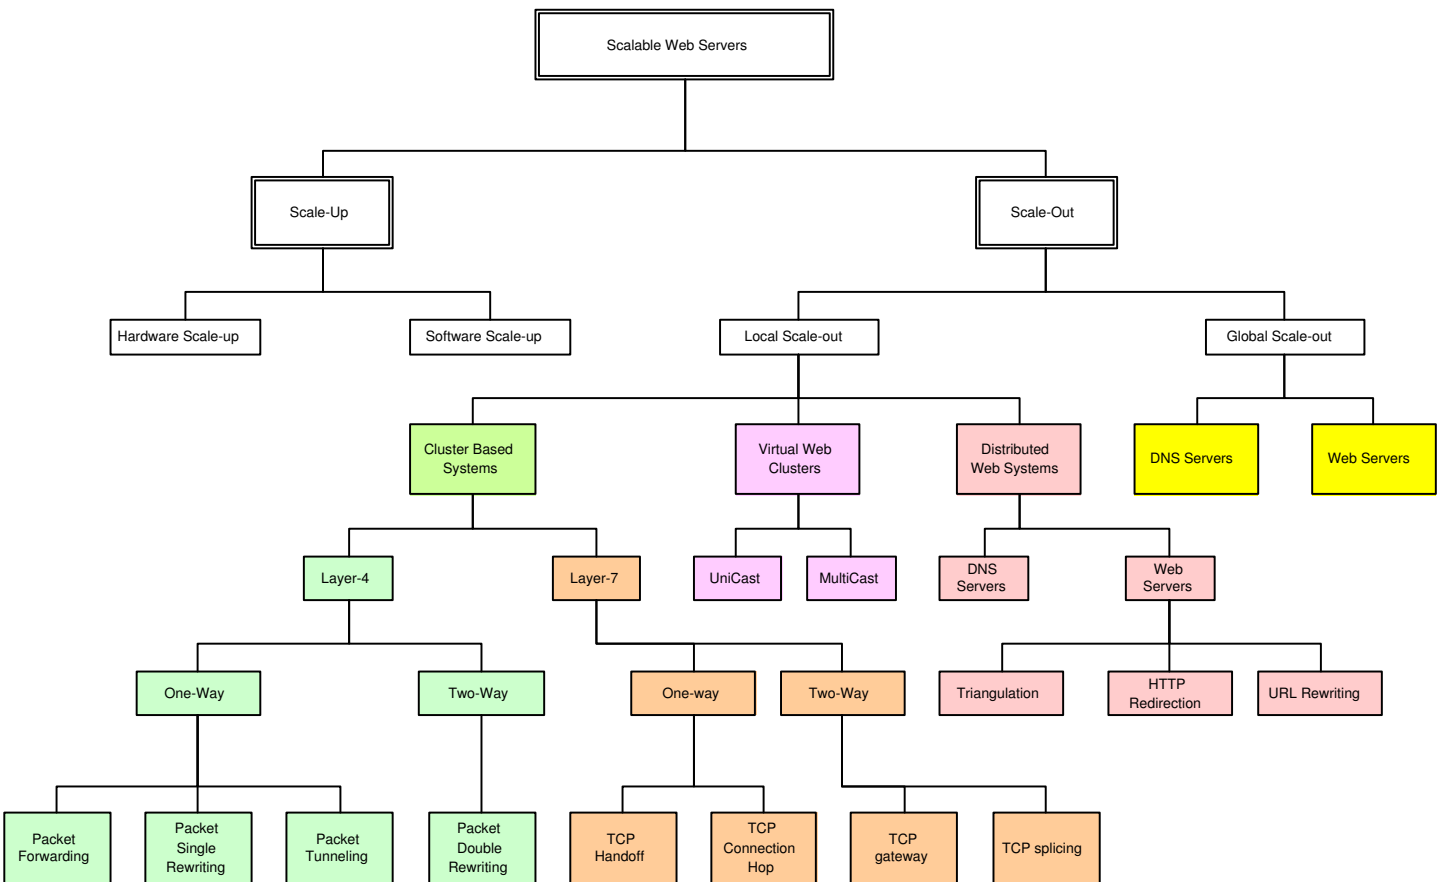 Scalable Web Servers
Scale-Up
Scale-Out
Hardware Scale-up
Software Scale-up
Local Scale-out
Global Scale-out
Cluster Based
Systems
Virtual Web
Clusters
Distributed
Web Systems
DNS Servers
Web Servers
Layer-4
Layer-7
UniCast
MultiCast
DNS
Servers
Web
Servers
One-Way
Two-Way
One-way
Two-Way
Triangulation
HTTP
Redirection
URL Rewriting
Packet
Forwarding
Packet
Single
Rewriting
Packet
Tunneling
Packet
Double
Rewriting
TCP
Handoff
TCP
Connection
Hop
TCP
gateway
TCP splicing